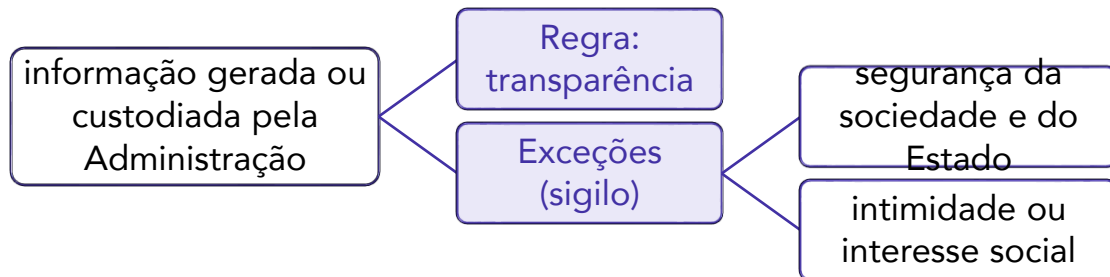 informação gerada ou
custodiada pela
Administração
Regra:
transparência
Exceções
(sigilo)
segurança da
sociedade e do
Estado
intimidade ou
interesse social